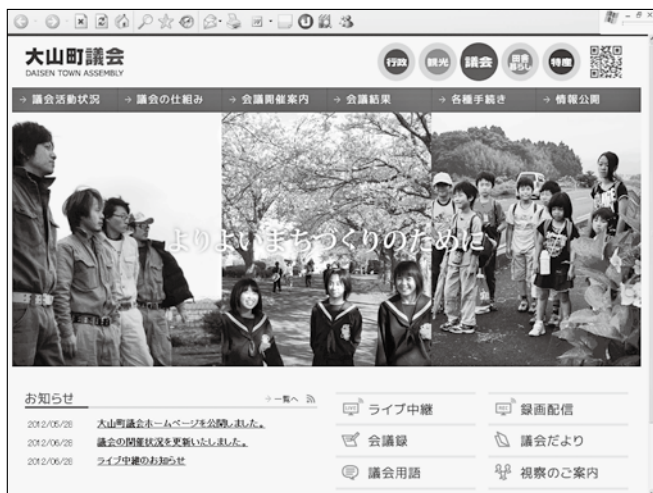 大山町議会
DAISEN TOWN ASSEMBLY
行政 観光 議会 田舎暮らし 特産
→ 議会活動状況 → 議会の仕組み → 会議開催案内 → 会議結果 → 各種手続き → 情報公開
よりよいまちづくりのために
お知らせ
→ 一覧へ
2012/05/28 大山町議会ホームページを公開しました。
2012/06/28 議会の開催状況を更新いたしました。
2012/06/28 ライブ中継のお知らせ
ライブ中継
録画配信
会議録
議会だより
議会用語
視察のご案内